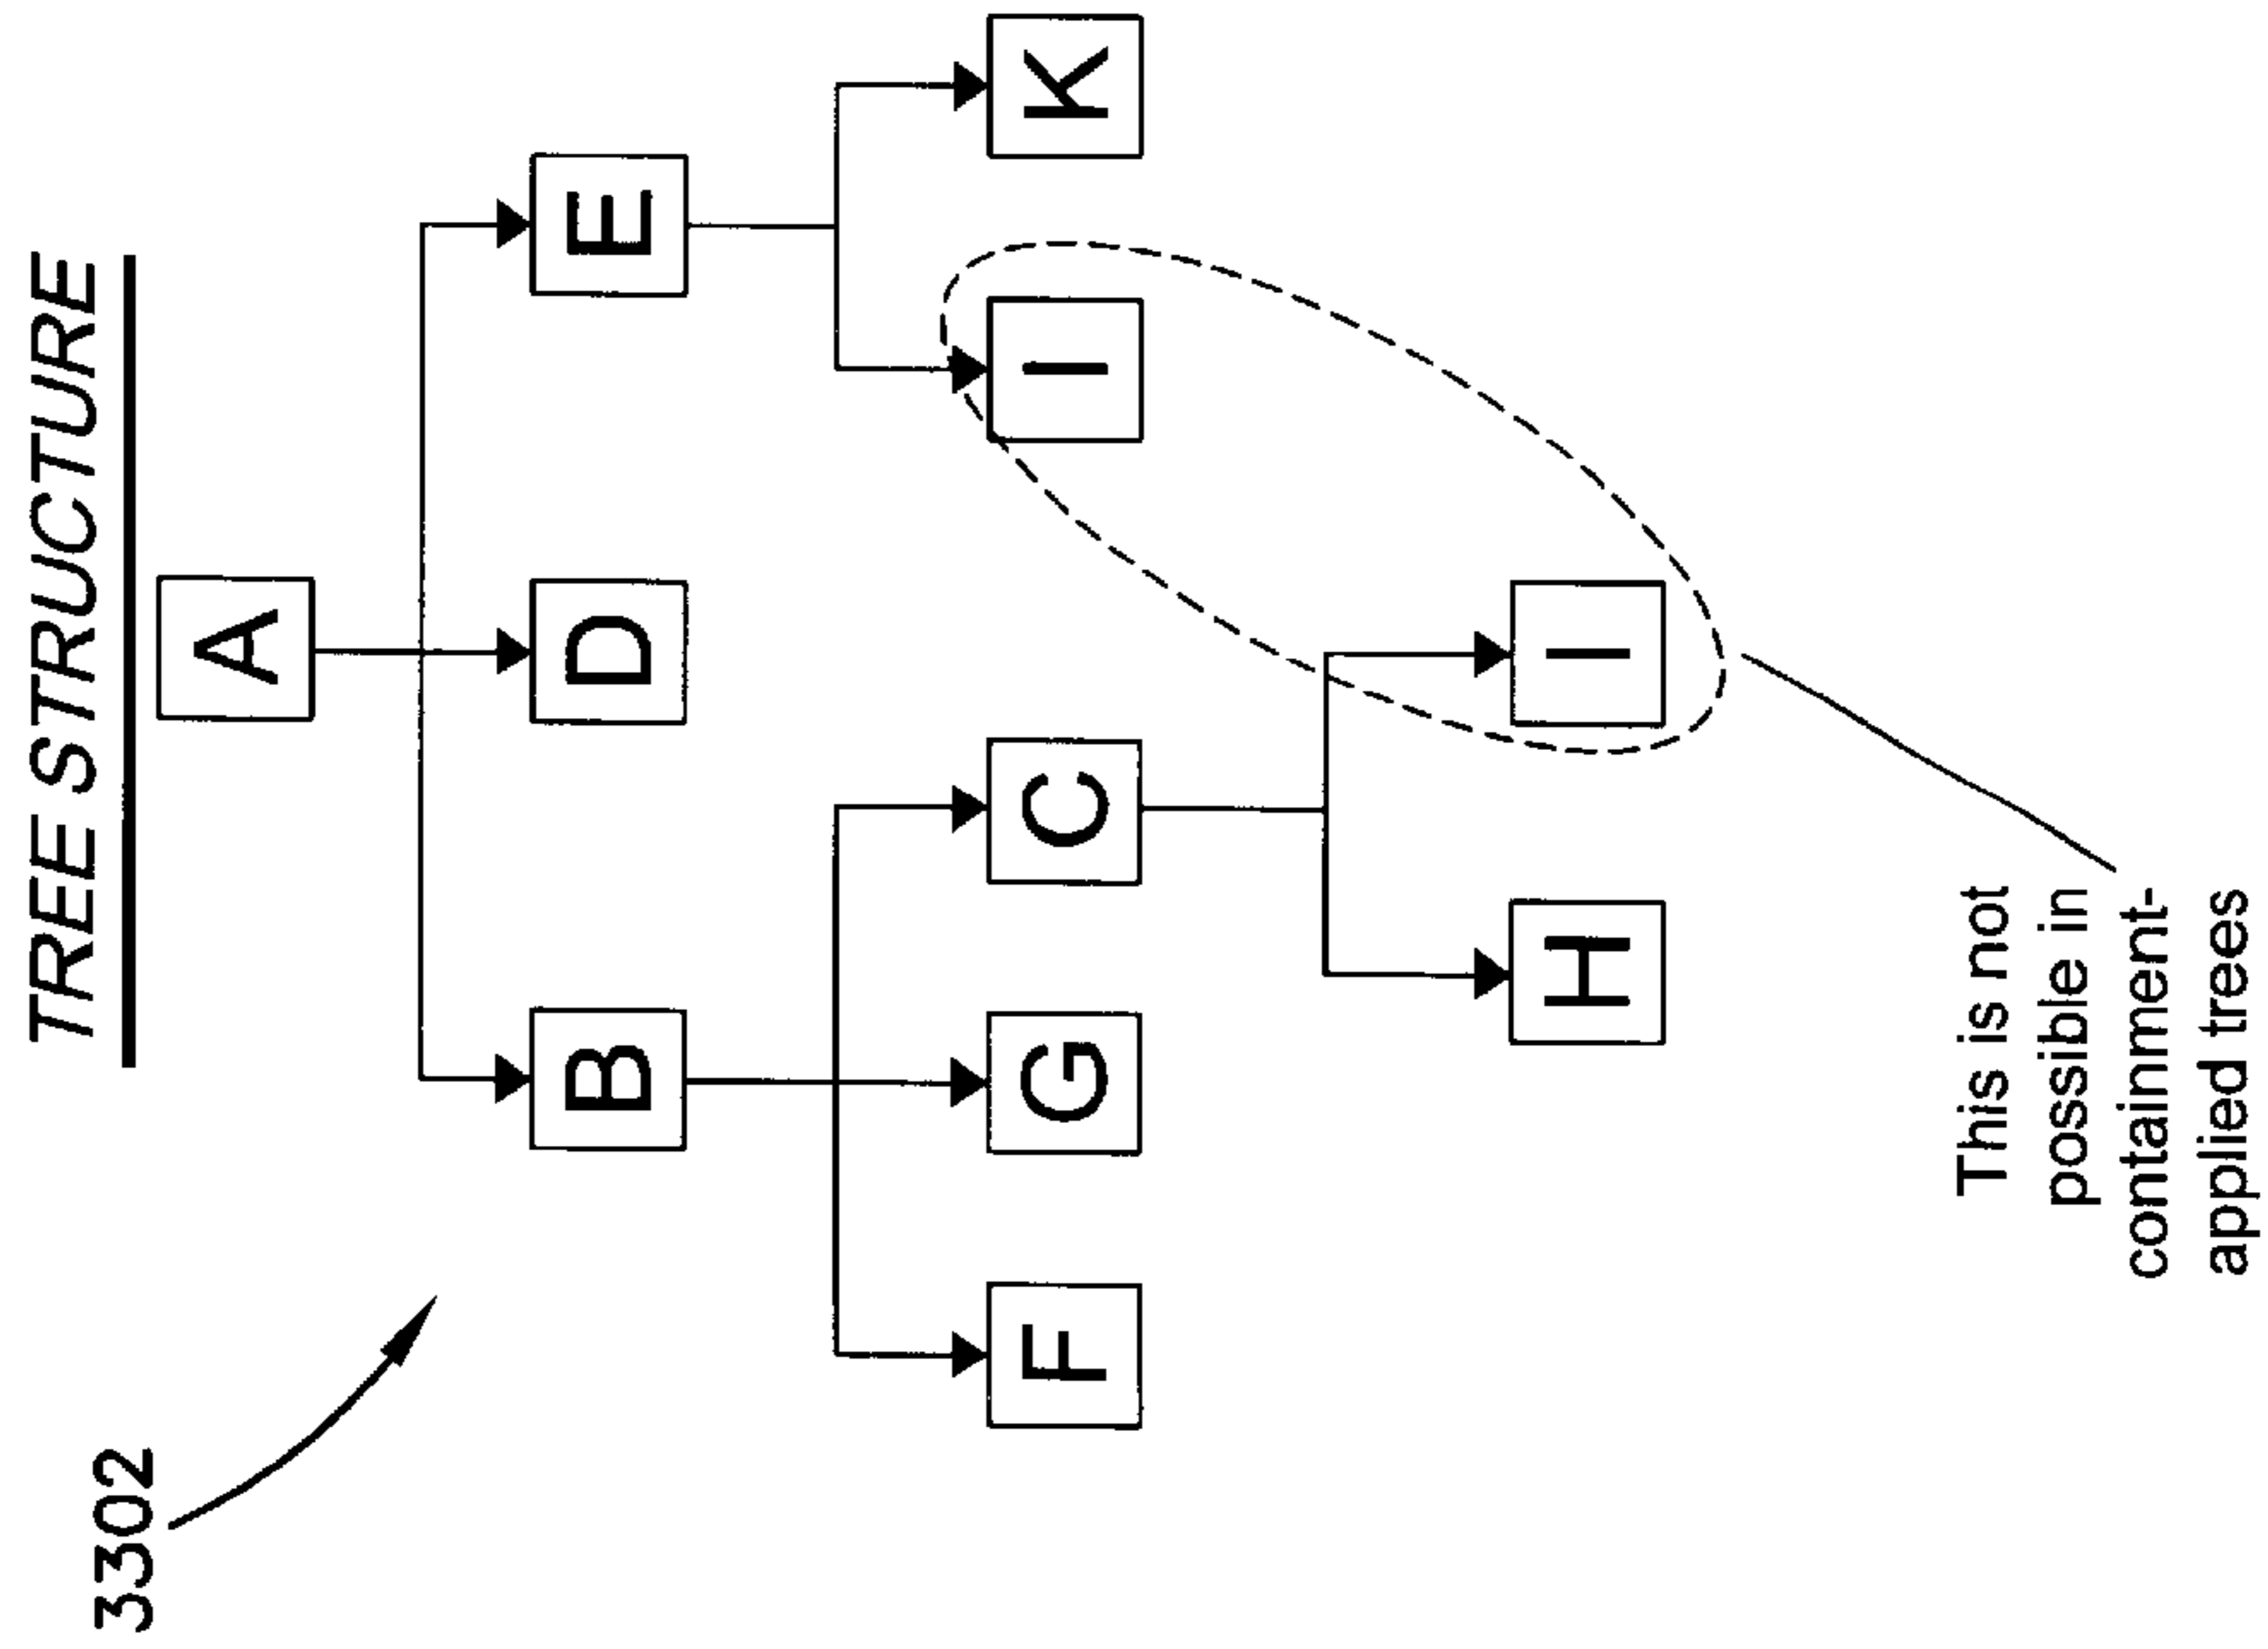 TREE STRUCTURE
3302
A
B
D
E
F
G
C
I
K
H
I
This is not
possible in
containment-
applied trees